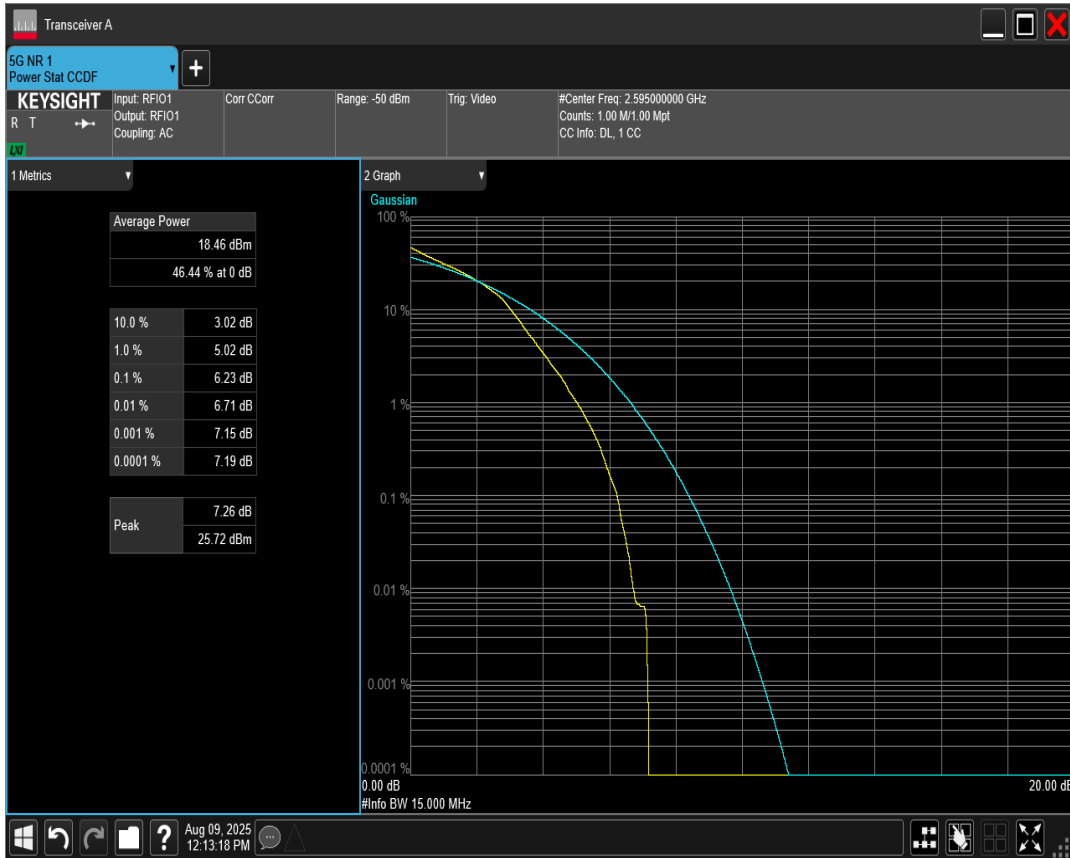 Transceiver A
5G NR 1
Power Stat CCDF
KEYSIGHT
R T
LXI
Input: RFIO1
Output: RFIO1
Coupling: AC
Corr CCorr
Range: -50 dBm
Trig: Video
#Center Freq: 2.595000000 GHz
Counts: 1.00 M/1.00 Mpt
CC Info: DL, 1 CC
1 Metrics
Average Power
18.46 dBm
46.44 % at 0 dB
10.0 % 3.02 dB
1.0 % 5.02 dB
0.1 % 6.23 dB
0.01 % 6.71 dB
0.001 % 7.15 dB
0.0001 % 7.19 dB
Peak 7.26 dB
25.72 dBm
2 Graph
Gaussian
100 %
10 %
1 %
0.1 %
0.01 %
0.001 %
0.0001 %
0.00 dB
20.00 dB
#Info BW 15.000 MHz
?
Aug 09, 2025
12:13:18 PM